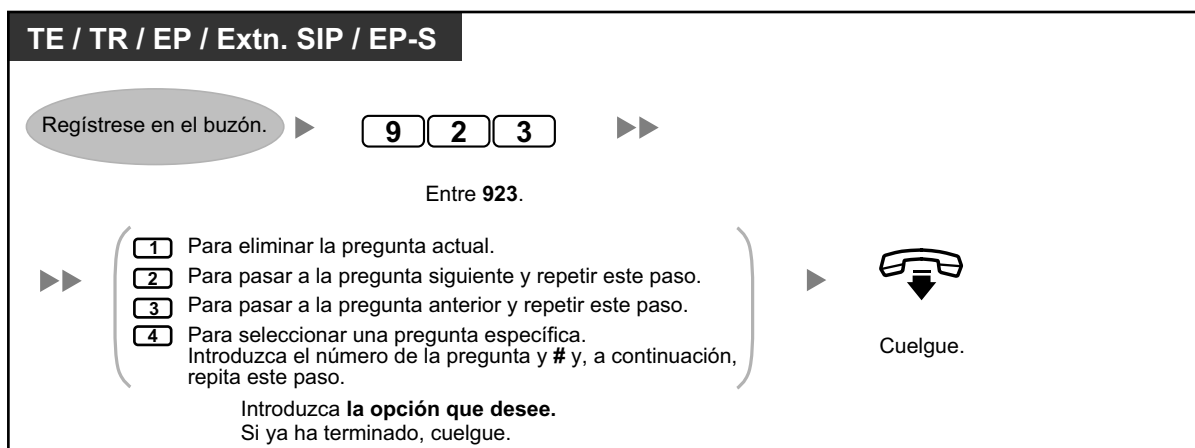 TE / TR / EP / Extn. SIP / EP-S
Regístrese en el buzón.
9 2 3
Entre 923.
1 Para eliminar la pregunta actual.
2 Para pasar a la pregunta siguiente y repetir este paso.
3 Para pasar a la pregunta anterior y repetir este paso.
4 Para seleccionar una pregunta específica.
Introduzca el número de la pregunta y # y, a continuación,
repita este paso.
Introduzca la opción que desee.
Si ya ha terminado, cuelgue.
Cuelgue.